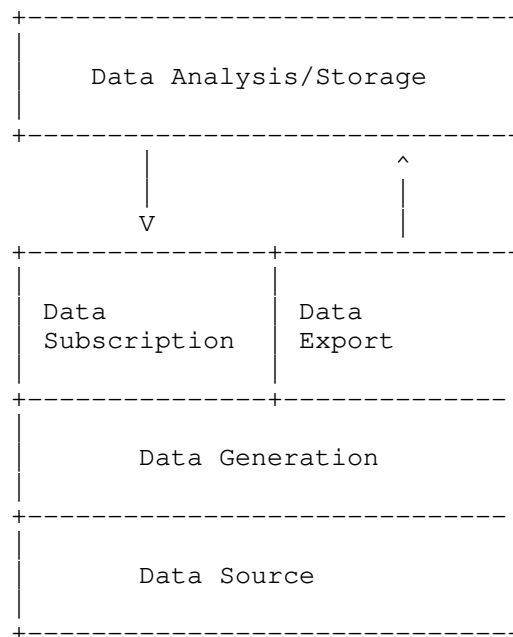 Data Analysis/Storage
^
V
Data Data
Subscription Export
Data Generation
Data Source